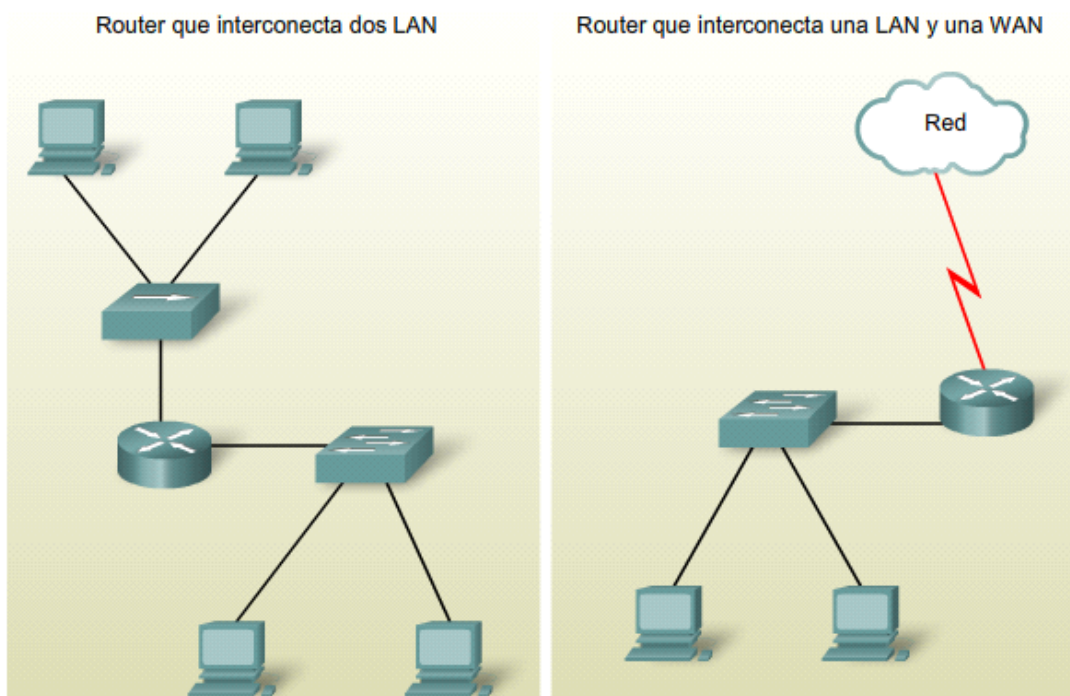 Router que interconecta dos LAN
Router que interconecta una LAN y una WAN
Red